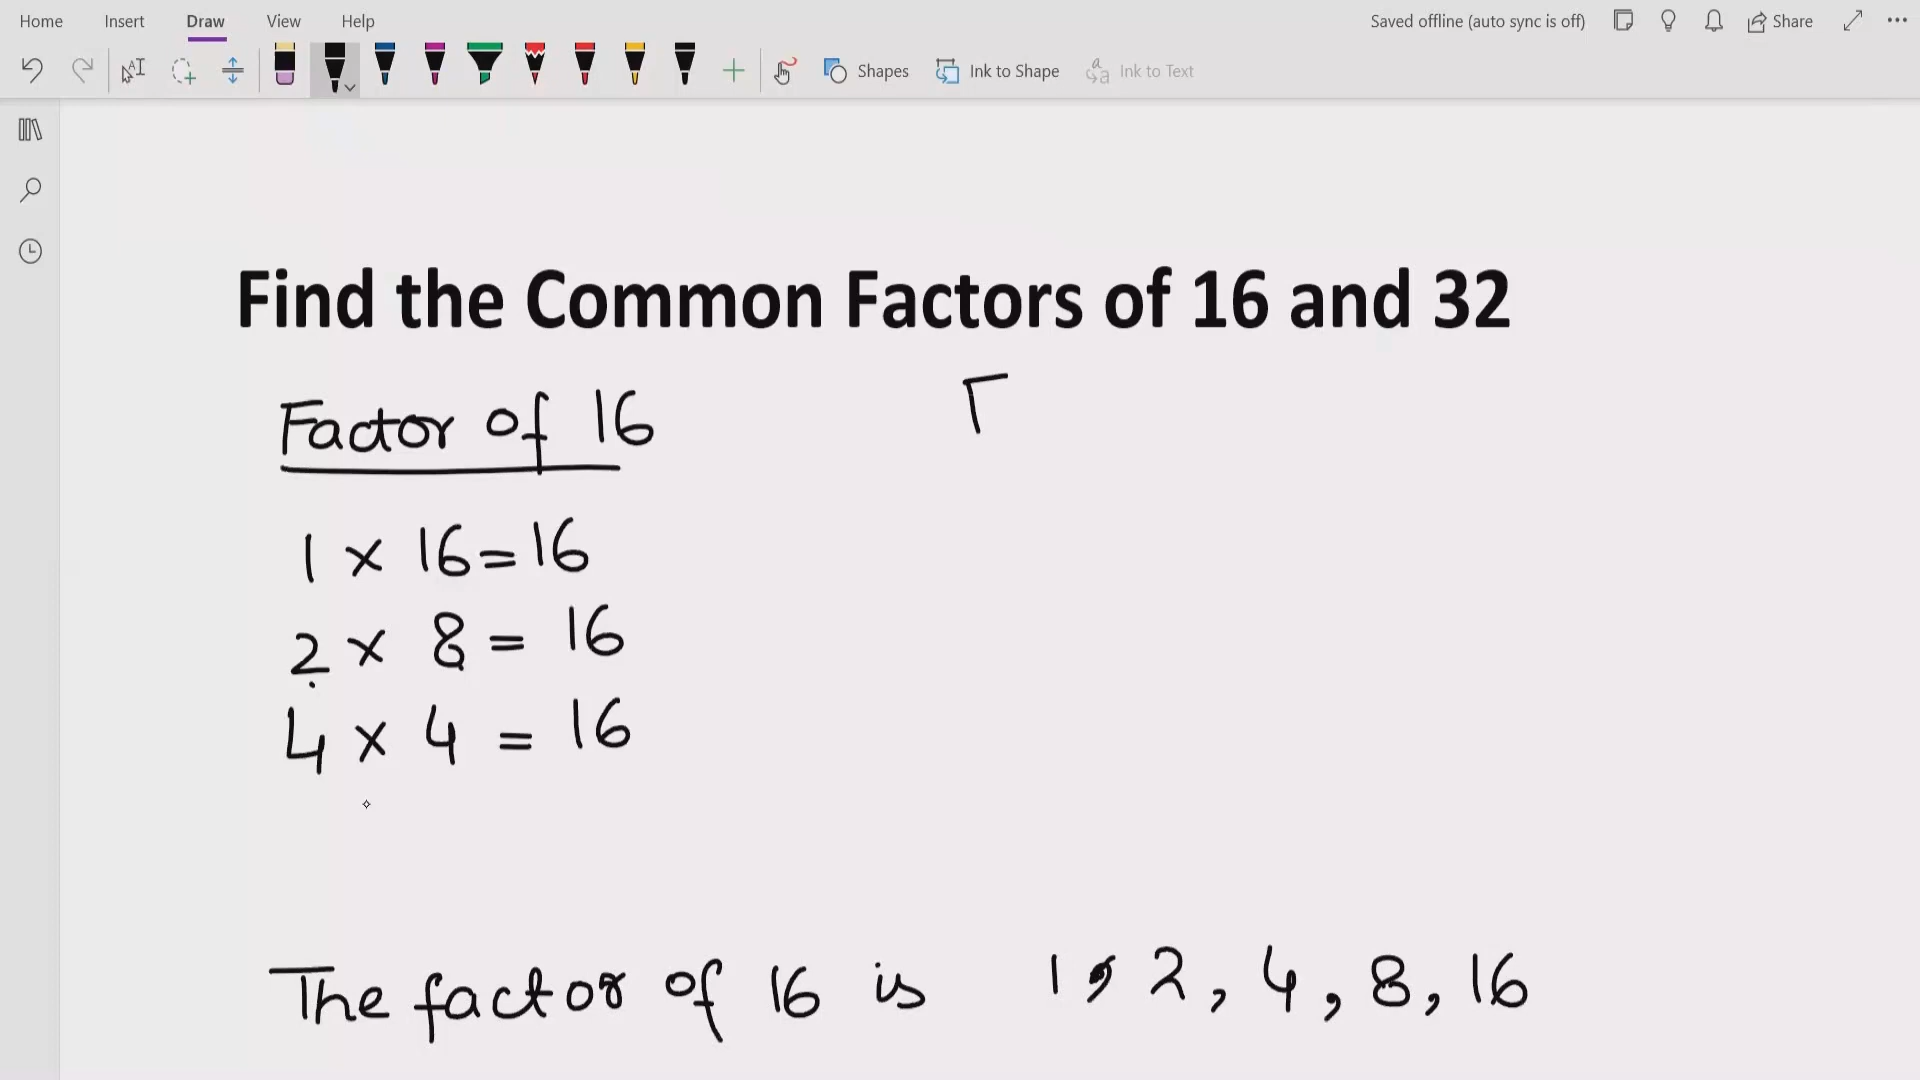 Home Insert Draw View Help Saved offline (auto sync is off) Share
Shapes Ink to Shape Ink to Text
Find the Common Factors of 16 and 32
Factor of 16
1 × 16 = 16
2 × 8 = 16
4 × 4 = 16
The factor of 16 is 1, 2, 4, 8, 16